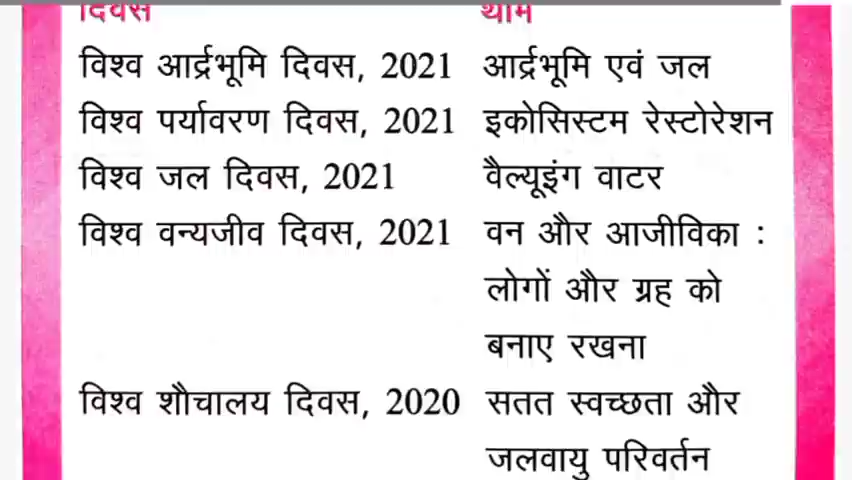 दिवस थीम
विश्व आर्द्रभूमि दिवस, 2021 आर्द्रभूमि एवं जल
विश्व पर्यावरण दिवस, 2021 इकोसिस्टम रेस्टोरेशन
विश्व जल दिवस, 2021 वैल्यूइंग वाटर
विश्व वन्यजीव दिवस, 2021 वन और आजीविका :
लोगों और ग्रह को
बनाए रखना
विश्व शौचालय दिवस, 2020 सतत स्वच्छता और
जलवायु परिवर्तन